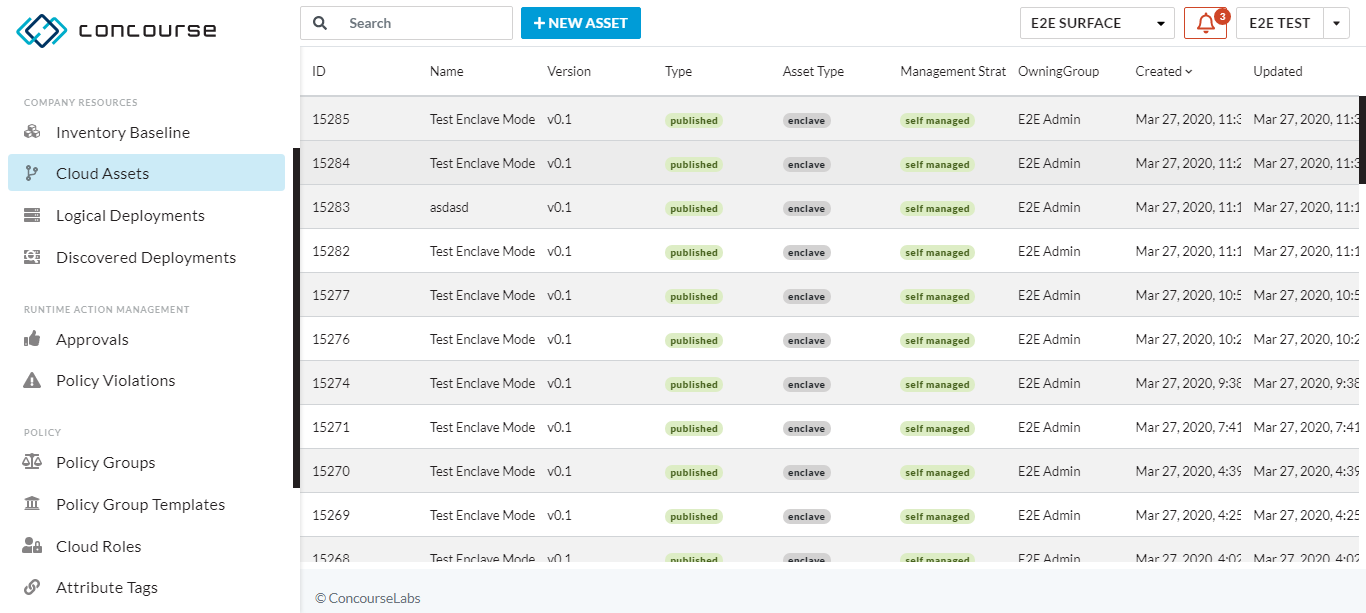 concourse
Search
+ NEW ASSET
E2E SURFACE
3
E2E TEST
COMPANY RESOURCES
Inventory Baseline
Cloud Assets
Logical Deployments
Discovered Deployments
RUNTIME ACTION MANAGEMENT
Approvals
Policy Violations
POLICY
Policy Groups
Policy Group Templates
Cloud Roles
Attribute Tags
ID Name Version Type Asset Type Management Strat OwningGroup Created Updated
15285 Test Enclave Mode v0.1 published enclave self managed E2E Admin Mar 27, 2020, 11:3 Mar 27, 2020, 11:3
15284 Test Enclave Mode v0.1 published enclave self managed E2E Admin Mar 27, 2020, 11:2 Mar 27, 2020, 11:3
15283 asdasd v0.1 published enclave self managed E2E Admin Mar 27, 2020, 11:1 Mar 27, 2020, 11:1
15282 Test Enclave Mode v0.1 published enclave self managed E2E Admin Mar 27, 2020, 11:1 Mar 27, 2020, 11:1
15277 Test Enclave Mode v0.1 published enclave self managed E2E Admin Mar 27, 2020, 10:5 Mar 27, 2020, 10:5
15276 Test Enclave Mode v0.1 published enclave self managed E2E Admin Mar 27, 2020, 10:2 Mar 27, 2020, 10:2
15274 Test Enclave Mode v0.1 published enclave self managed E2E Admin Mar 27, 2020, 9:38 Mar 27, 2020, 9:38
15271 Test Enclave Mode v0.1 published enclave self managed E2E Admin Mar 27, 2020, 7:41 Mar 27, 2020, 7:41
15270 Test Enclave Mode v0.1 published enclave self managed E2E Admin Mar 27, 2020, 4:39 Mar 27, 2020, 4:39
15269 Test Enclave Mode v0.1 published enclave self managed E2E Admin Mar 27, 2020, 4:25 Mar 27, 2020, 4:25
15268 Test Enclave Mode v0.1 published enclave self managed E2E Admin Mar 27, 2020, 4:02 Mar 27, 2020, 4:02
© ConcourseLabs